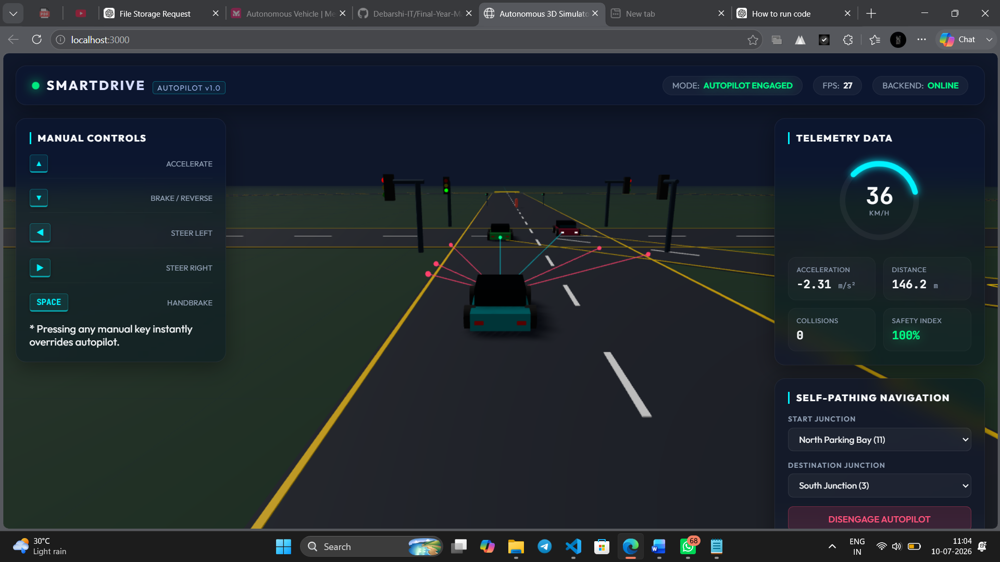 File Storage Request
Autonomous Vehicle | Me
Debarshi-IT/Final-Year-M
Autonomous 3D Simulato
New tab
How to run code
localhost:3000
Chat
SMARTDRIVE
AUTOPILOT v1.0
MODE: AUTOPILOT ENGAGED
FPS: 27
BACKEND: ONLINE
MANUAL CONTROLS
ACCELERATE
BRAKE / REVERSE
STEER LEFT
STEER RIGHT
SPACE
HANDBRAKE
* Pressing any manual key instantly
overrides autopilot.
TELEMETRY DATA
36
KM/H
ACCELERATION
-2.31 m/s²
DISTANCE
146.2 m
COLLISIONS
0
SAFETY INDEX
100%
SELF-PATHING NAVIGATION
START JUNCTION
North Parking Bay (11)
DESTINATION JUNCTION
South Junction (3)
DISENGAGE AUTOPILOT
30°C
Light rain
Search
68
ENG
IN
11:04
10-07-2026